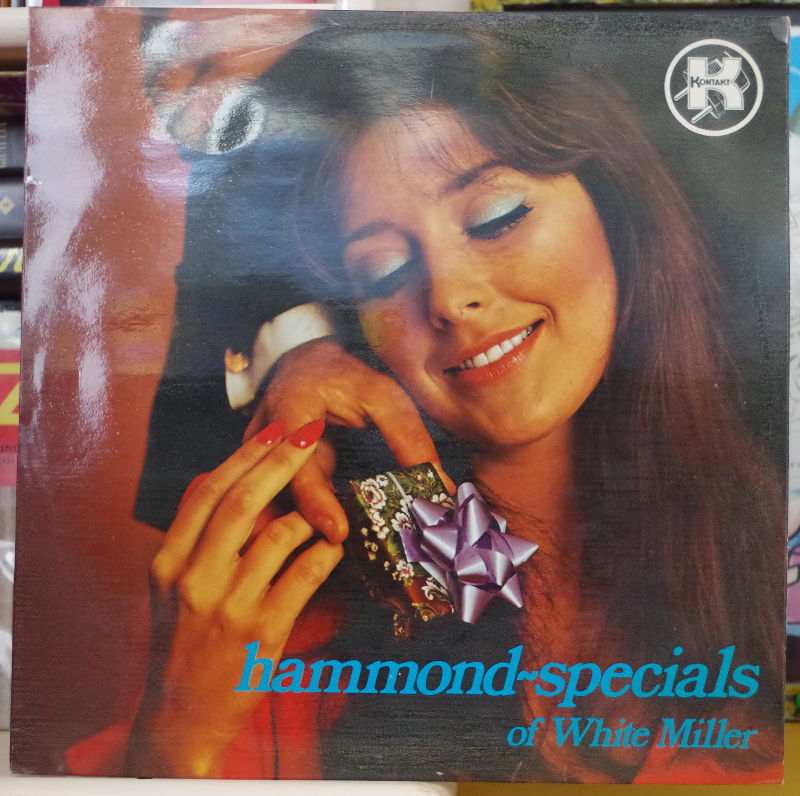 K
KONTAKT
hammond~specials
of White Miller